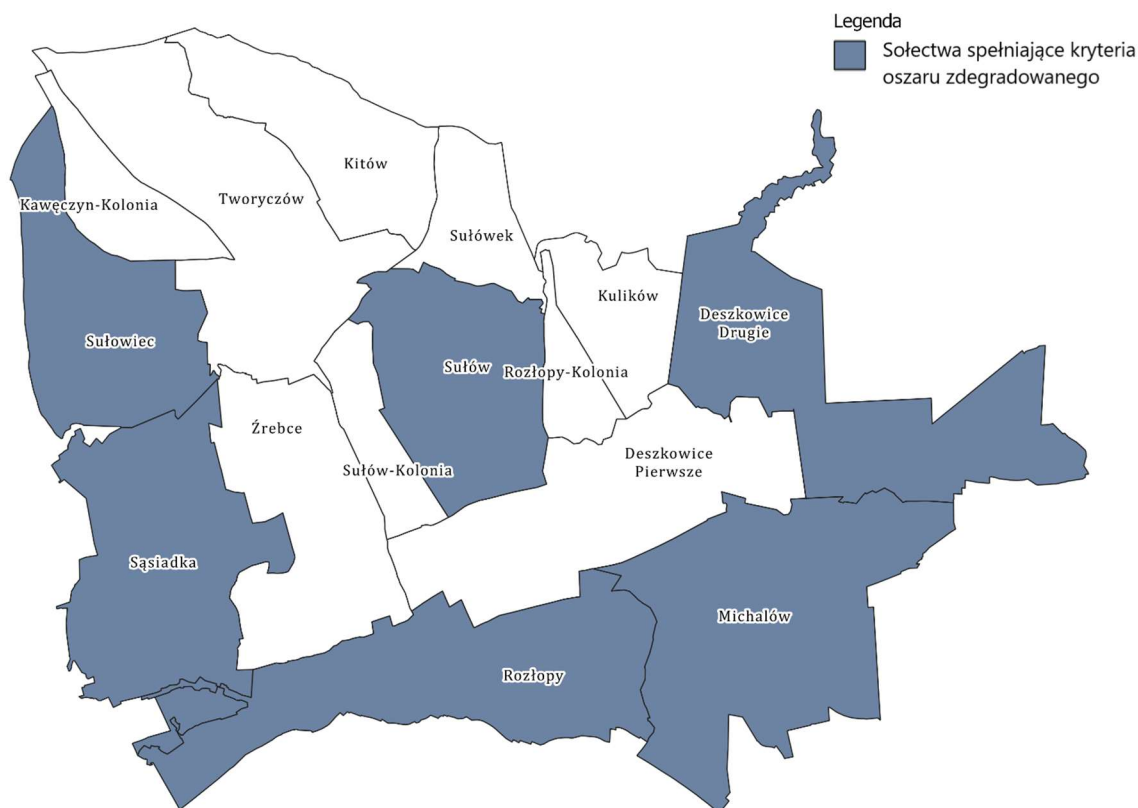 Legenda
Sołectwa spełniające kryteria
oszaru zdegradowanego
Kitów
Kawęczyn-Kolonia
Tworyczów
Sułówek
Kulików
Deszkowice
Drugie
Sułowiec
Sułów
Rozłopy-Kolonia
Źrebce
Sułów-Kolonia
Deszkowice
Pierwsze
Sąsiadka
Michalów
Rozłopy